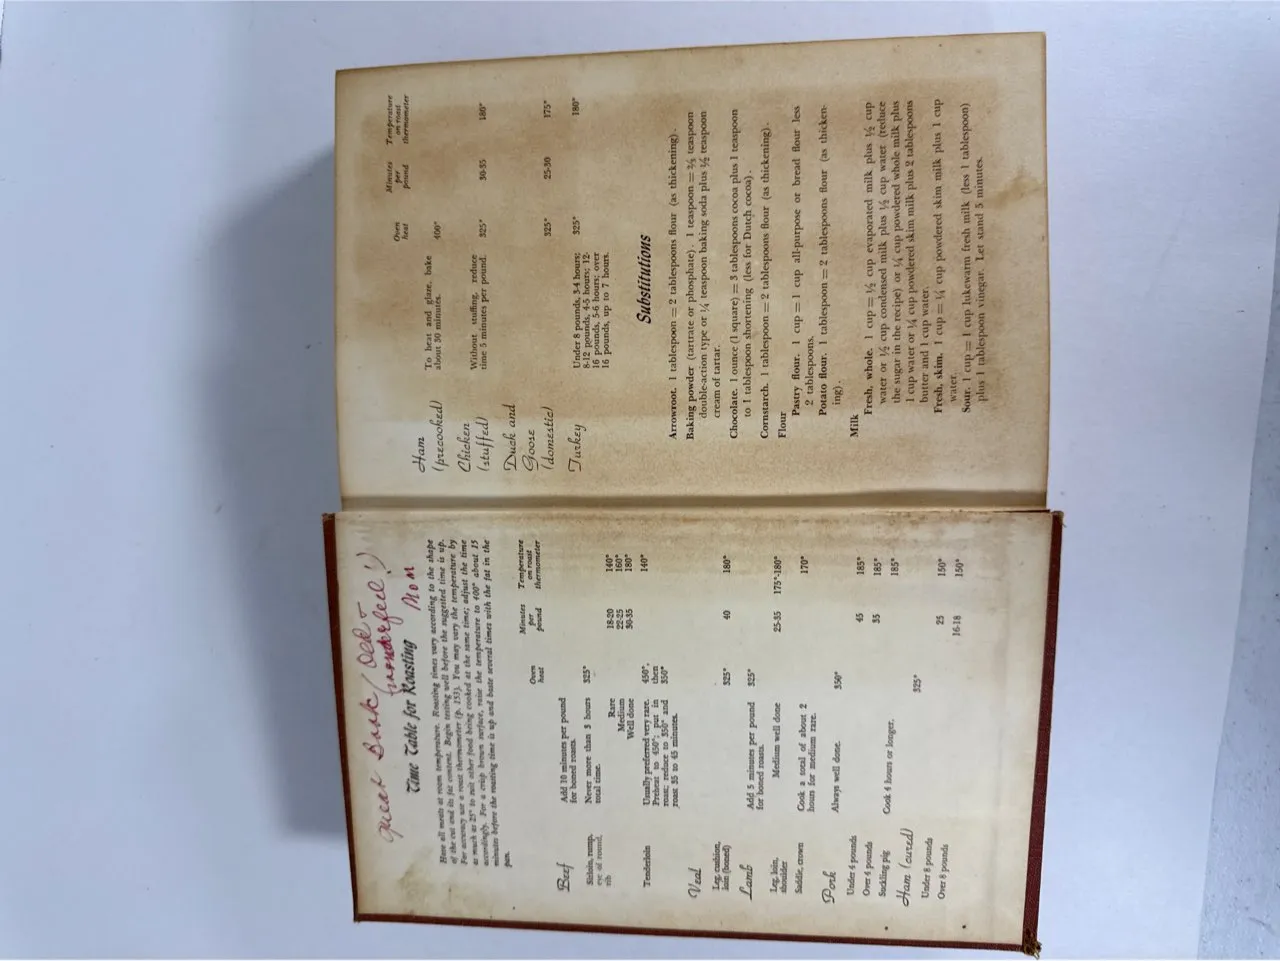 great Book (Dek +
wonderful!)
Mom
Time Table for Roasting
Have all meats at room temperature. Roasting times vary according to the shape
of the cut and its fat content. Begin testing well before the suggested time is up.
For accuracy use a roast thermometer (p. 153). You may vary the temperature by
as much as 25° to suit other food being cooked at the same time; adjust the time
accordingly. For a crisp brown surface, raise the temperature to 400° about 15
minutes before the roasting time is up and baste several times with the fat in the
pan.
Oven heat Minutes per pound Temperature on roast thermometer
Beef Add 10 minutes per pound
for boned roasts.
Sirloin, rump, Never more than 3 hours 325°
eye of round, total time.
rib
Rare 18-20 140°
Medium 22-25 160°
Well done 30-35 180°
Tenderloin Usually preferred very rare. 450°, 140°
Preheat to 450°; put in then
roast; reduce to 350° and 350°
roast 35 to 45 minutes.
Veal
Leg, cushion,
loin (boned) 325° 40 180°
Lamb Add 5 minutes per pound 325°
for boned roasts.
Leg, loin,
shoulder Medium well done 25-35 175°-180°
Saddle, crown Cook a total of about 2 170°
hours for medium rare.
Pork Always well done. 350°
Under 4 pounds 45 185°
Over 4 pounds 35 185°
Suckling pig Cook 4 hours or longer. 185°
Ham (cured) 325°
Under 8 pounds 25 150°
Over 8 pounds 16-18 150°
Oven heat Minutes per pound Temperature on roast thermometer
Ham To heat and glaze, bake
(precooked) about 30 minutes. 400°
Chicken Without stuffing, reduce
(stuffed) time 5 minutes per pound. 325° 30-35 180°
Duck and
Goose
(domestic) 325° 25-30 175°
Turkey Under 8 pounds, 3-4 hours; 325° 180°
8-12 pounds, 4-5 hours; 12-
16 pounds, 5-6 hours; over
16 pounds, up to 7 hours.
Substitutions
Arrowroot. 1 tablespoon = 2 tablespoons flour (as thickening).
Baking powder (tartrate or phosphate). 1 teaspoon = ⅔ teaspoon
double-action type or ¼ teaspoon baking soda plus ½ teaspoon
cream of tartar.
Chocolate. 1 ounce (1 square) = 3 tablespoons cocoa plus 1 teaspoon
to 1 tablespoon shortening (less for Dutch cocoa).
Cornstarch. 1 tablespoon = 2 tablespoons flour (as thickening).
Flour
Pastry flour. 1 cup = 1 cup all-purpose or bread flour less
2 tablespoons.
Potato flour. 1 tablespoon = 2 tablespoons flour (as thicken-
ing).
Milk
Fresh, whole. 1 cup = ½ cup evaporated milk plus ½ cup
water or ½ cup condensed milk plus ½ cup water (reduce
the sugar in the recipe) or ¼ cup powdered whole milk plus
1 cup water or ¼ cup powdered skim milk plus 2 tablespoons
butter and 1 cup water.
Fresh, skim. 1 cup = ¼ cup powdered skim milk plus 1 cup
water.
Sour. 1 cup = 1 cup lukewarm fresh milk (less 1 tablespoon)
plus 1 tablespoon vinegar. Let stand 5 minutes.